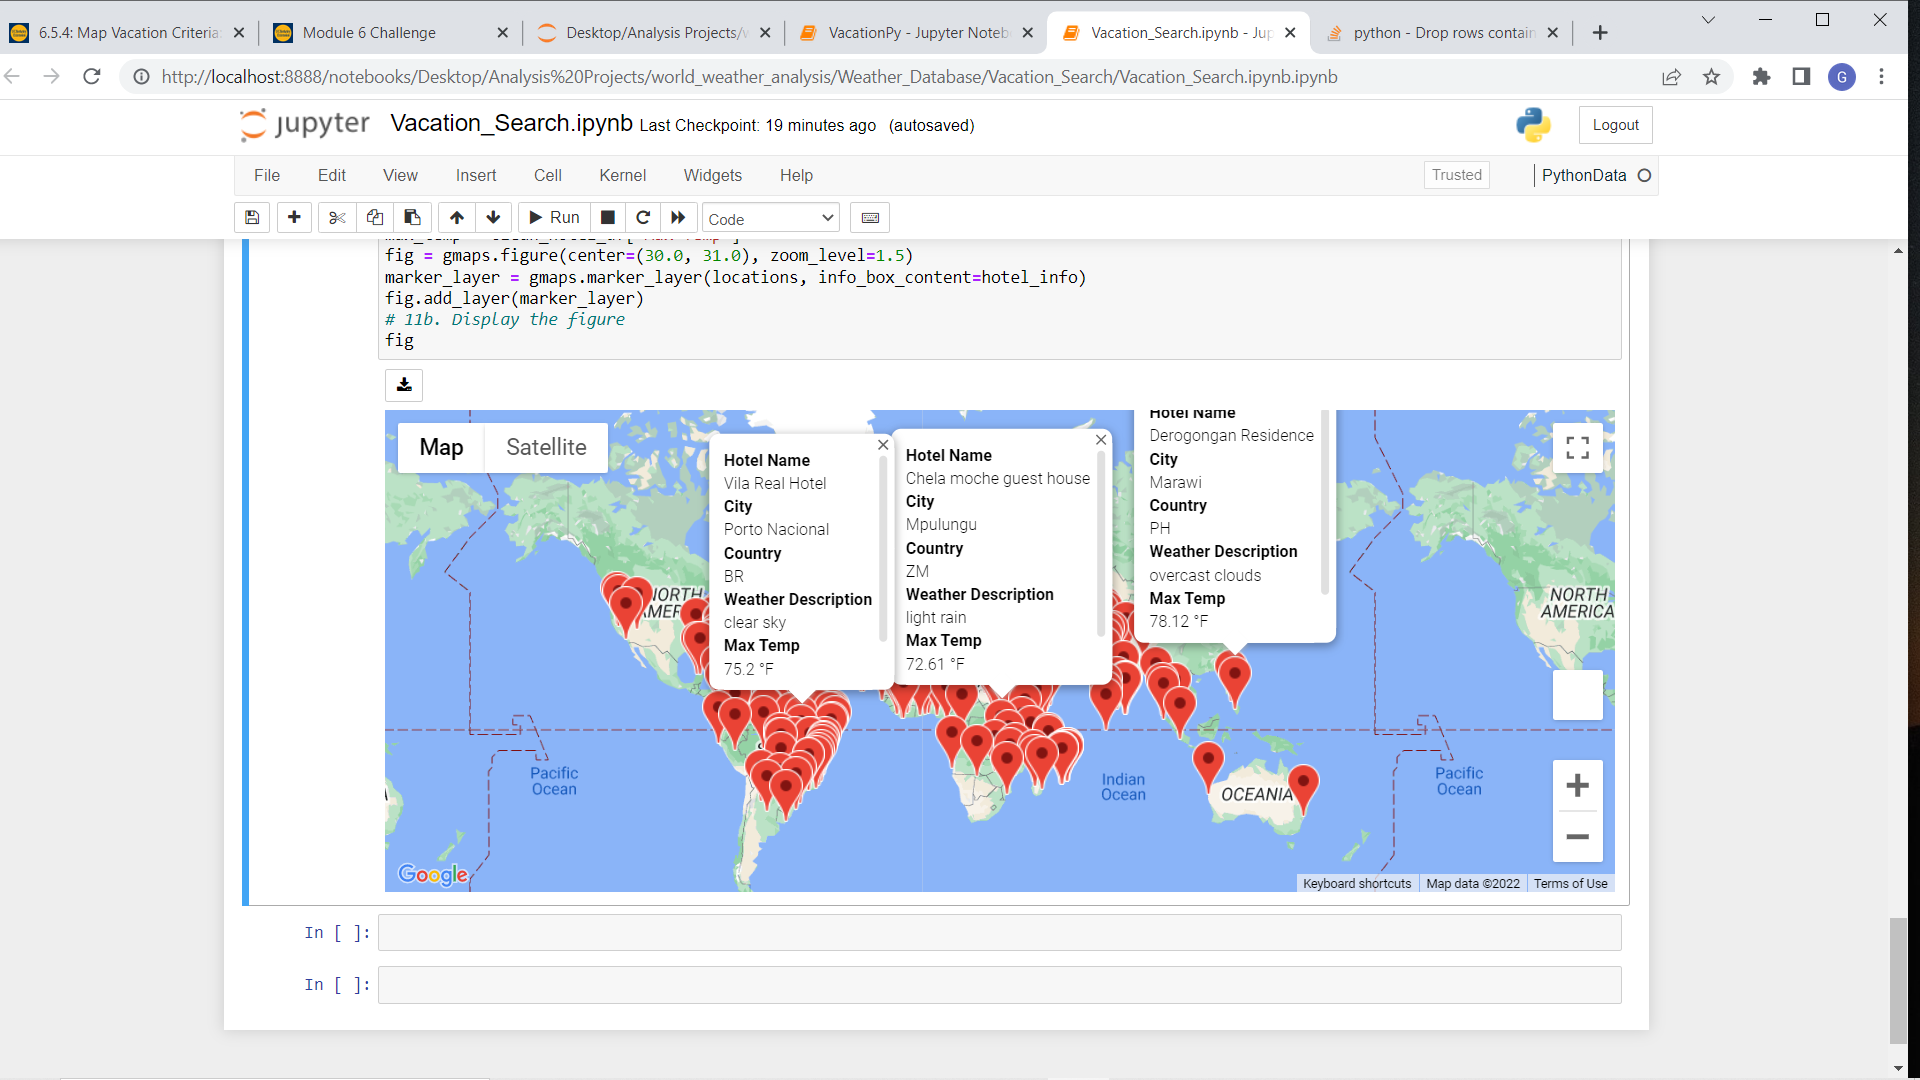 6.5.4: Map Vacation Criteria:
Module 6 Challenge
Desktop/Analysis Projects/w
VacationPy - Jupyter Noteb
Vacation_Search.ipynb - Jup
python - Drop rows contain
http://localhost:8888/notebooks/Desktop/Analysis%20Projects/world_weather_analysis/Weather_Database/Vacation_Search/Vacation_Search.ipynb.ipynb
G
jupyter
Vacation_Search.ipynb Last Checkpoint: 19 minutes ago (autosaved)
Logout
File Edit View Insert Cell Kernel Widgets Help
Trusted
PythonData
Run
Code
fig = gmaps.figure(center=(30.0, 31.0), zoom_level=1.5)
marker_layer = gmaps.marker_layer(locations, info_box_content=hotel_info)
fig.add_layer(marker_layer)
# 11b. Display the figure
fig
Map Satellite
Hotel Name
Vila Real Hotel
City
Porto Nacional
Country
BR
Weather Description
clear sky
Max Temp
75.2 °F
Hotel Name
Chela moche guest house
City
Mpulungu
Country
ZM
Weather Description
light rain
Max Temp
72.61 °F
Hotel Name
Derogongan Residence
City
Marawi
Country
PH
Weather Description
overcast clouds
Max Temp
78.12 °F
NORTH
AMERICA
Pacific
Ocean
Indian
Ocean
OCEANIA
Pacific
Ocean
Google
Keyboard shortcuts
Map data ©2022
Terms of Use
In [ ]:
In [ ]: